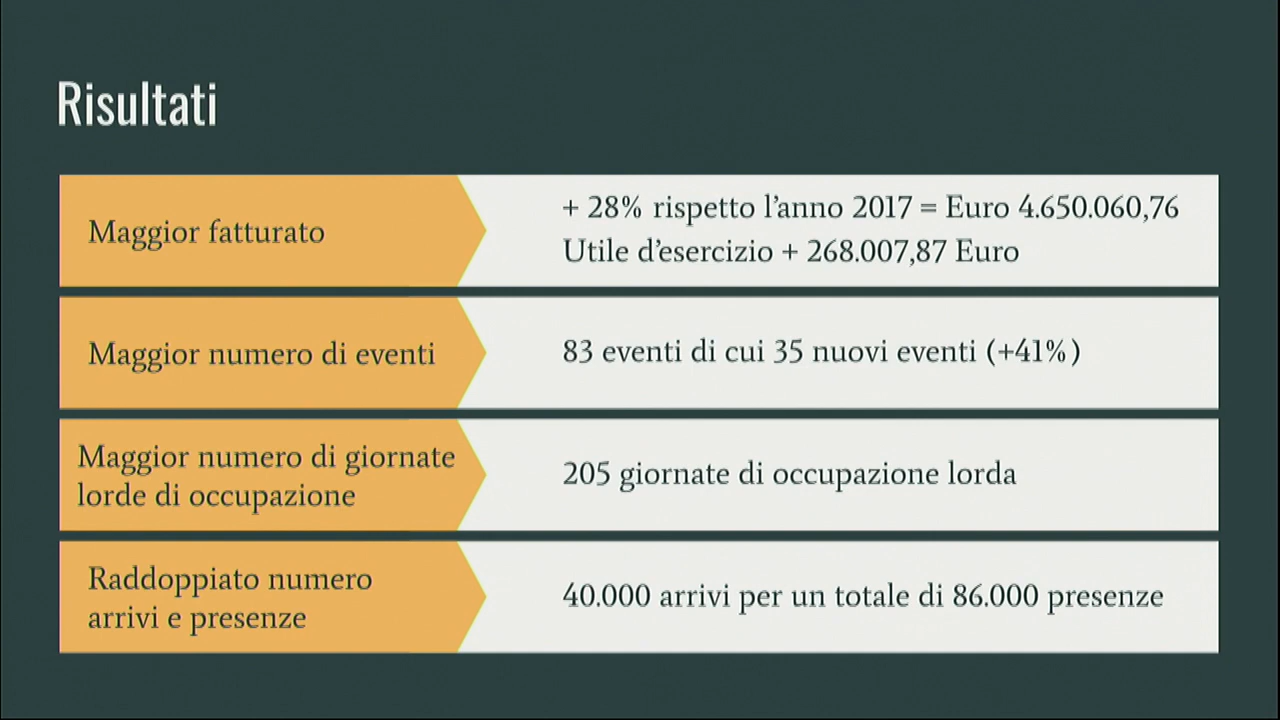 Risultati
Maggior fatturato
+ 28% rispetto l’anno 2017 = Euro 4.650.060,76
Utile d’esercizio + 268.007,87 Euro
Maggior numero di eventi
83 eventi di cui 35 nuovi eventi (+41%)
Maggior numero di giornate
lorde di occupazione
205 giornate di occupazione lorda
Raddoppiato numero
arrivi e presenze
40.000 arrivi per un totale di 86.000 presenze